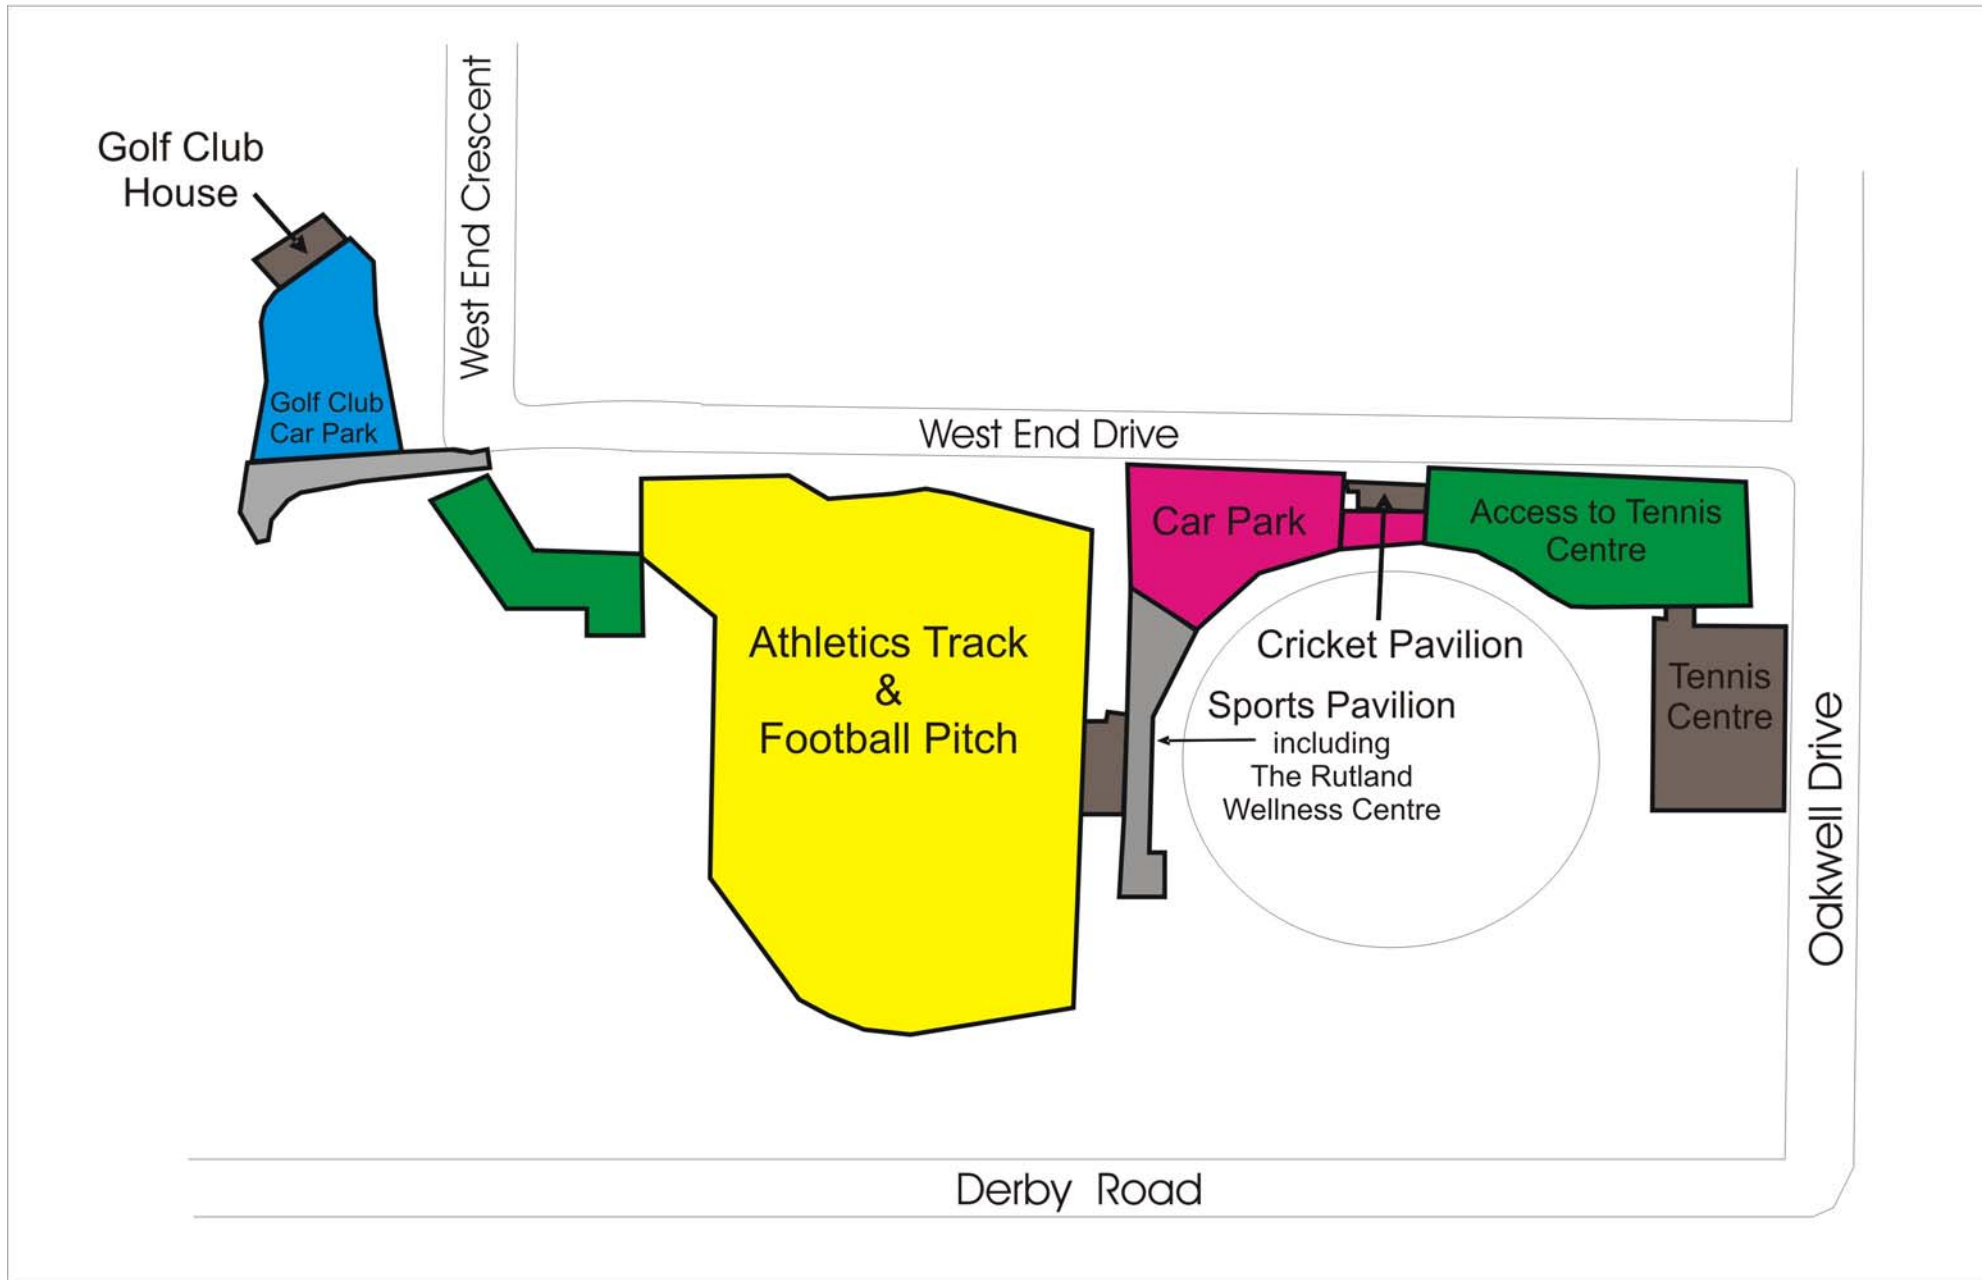 Golf Club
House
West End Crescent
Golf Club
Car Park
West End Drive
Car Park
Access to Tennis
Centre
Athletics Track
&
Football Pitch
Cricket Pavilion
Sports Pavilion
including
The Rutland
Wellness Centre
Tennis
Centre
Oakwell Drive
Derby Road